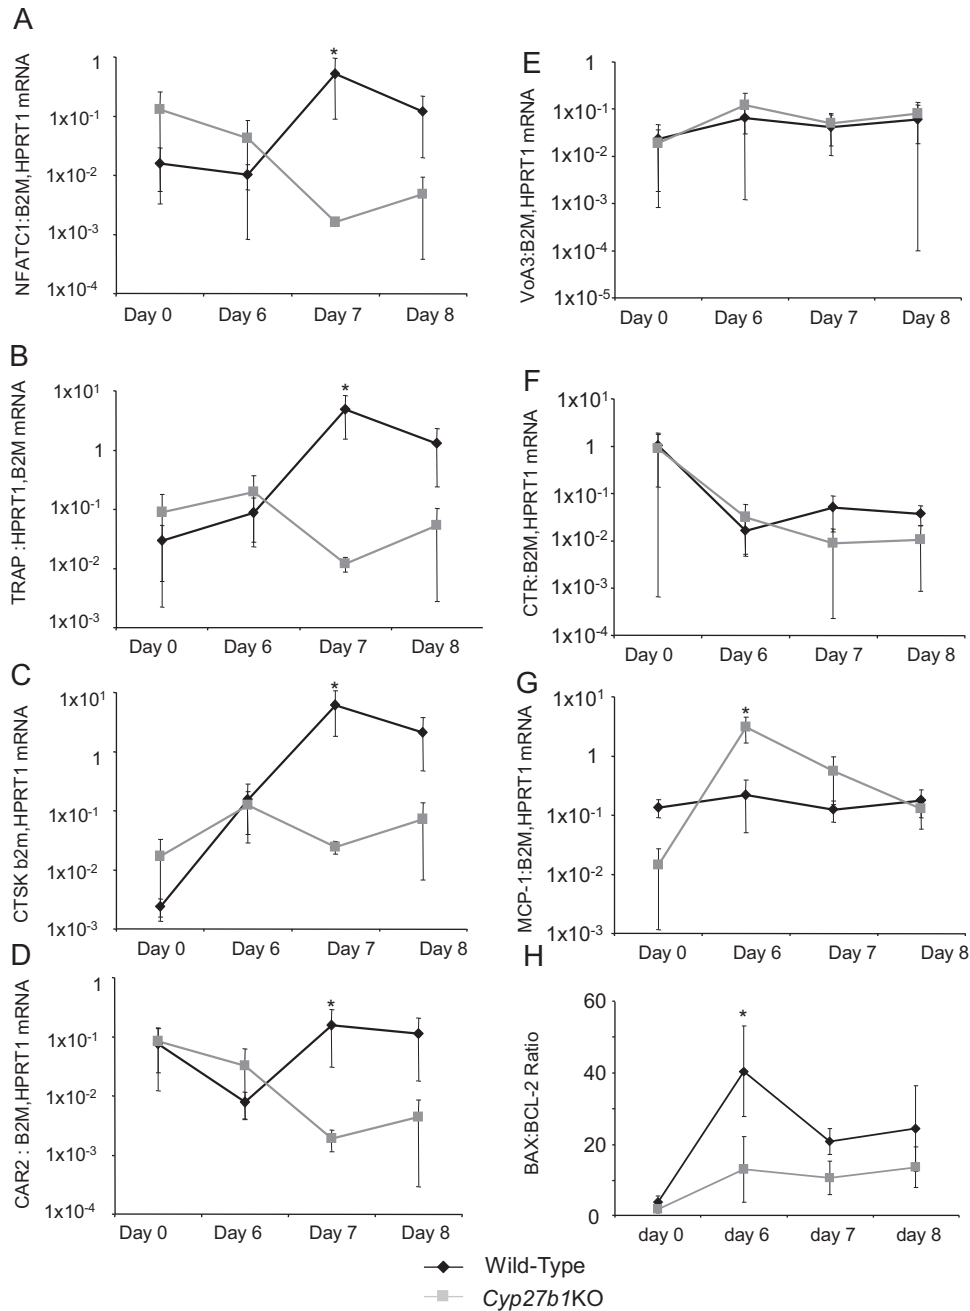 A
NFATC1:B2M,HPRT1 mRNA
1
1x10-1
1x10-2
1x10-3
1x10-4
*
Day 0 Day 6 Day 7 Day 8
B
TRAP :HPRT1,B2M mRNA
1x101
1
1x10-1
1x10-2
1x10-3
*
Day 0 Day 6 Day 7 Day 8
C
CTSK b2m,HPRT1 mRNA
1x101
1
1x10-1
1x10-2
1x10-3
*
Day 0 Day 6 Day 7 Day 8
D
CAR2 : B2M,HPRT1 mRNA
1
1x10-1
1x10-2
1x10-3
1x10-4
*
Day 0 Day 6 Day 7 Day 8
E
VoA3:B2M,HPRT1 mRNA
1
1x10-1
1x10-2
1x10-3
1x10-4
1x10-5
Day 0 Day 6 Day 7 Day 8
F
CTR:B2M,HPRT1 mRNA
1x101
1
1x10-1
1x10-2
1x10-3
1x10-4
Day 0 Day 6 Day 7 Day 8
G
MCP-1:B2M,HPRT1 mRNA
1x101
1
1x10-1
1x10-2
1x10-3
*
Day 0 Day 6 Day 7 Day 8
H
BAX:BCL-2 Ratio
60
40
20
0
*
day 0 day 6 day 7 day 8
Wild-Type
Cyp27b1KO